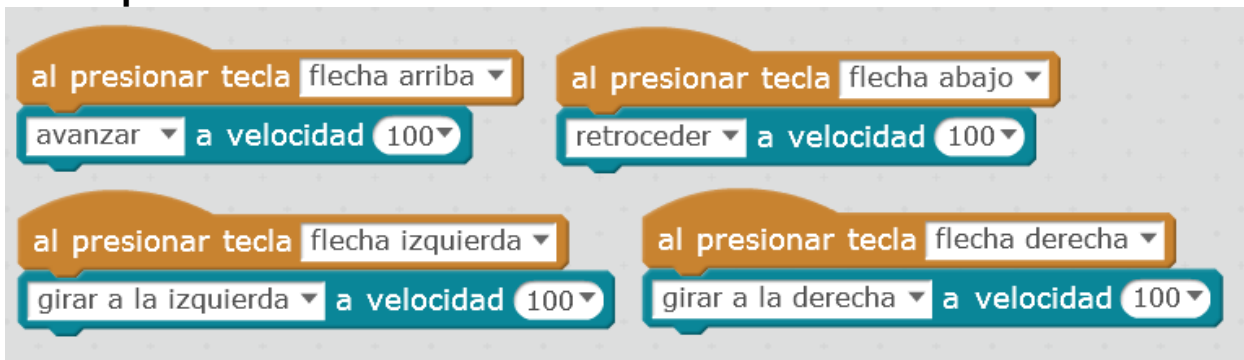 al presionar tecla flecha arriba
avanzar a velocidad 100
al presionar tecla flecha abajo
retroceder a velocidad 100
al presionar tecla flecha izquierda
girar a la izquierda a velocidad 100
al presionar tecla flecha derecha
girar a la derecha a velocidad 100